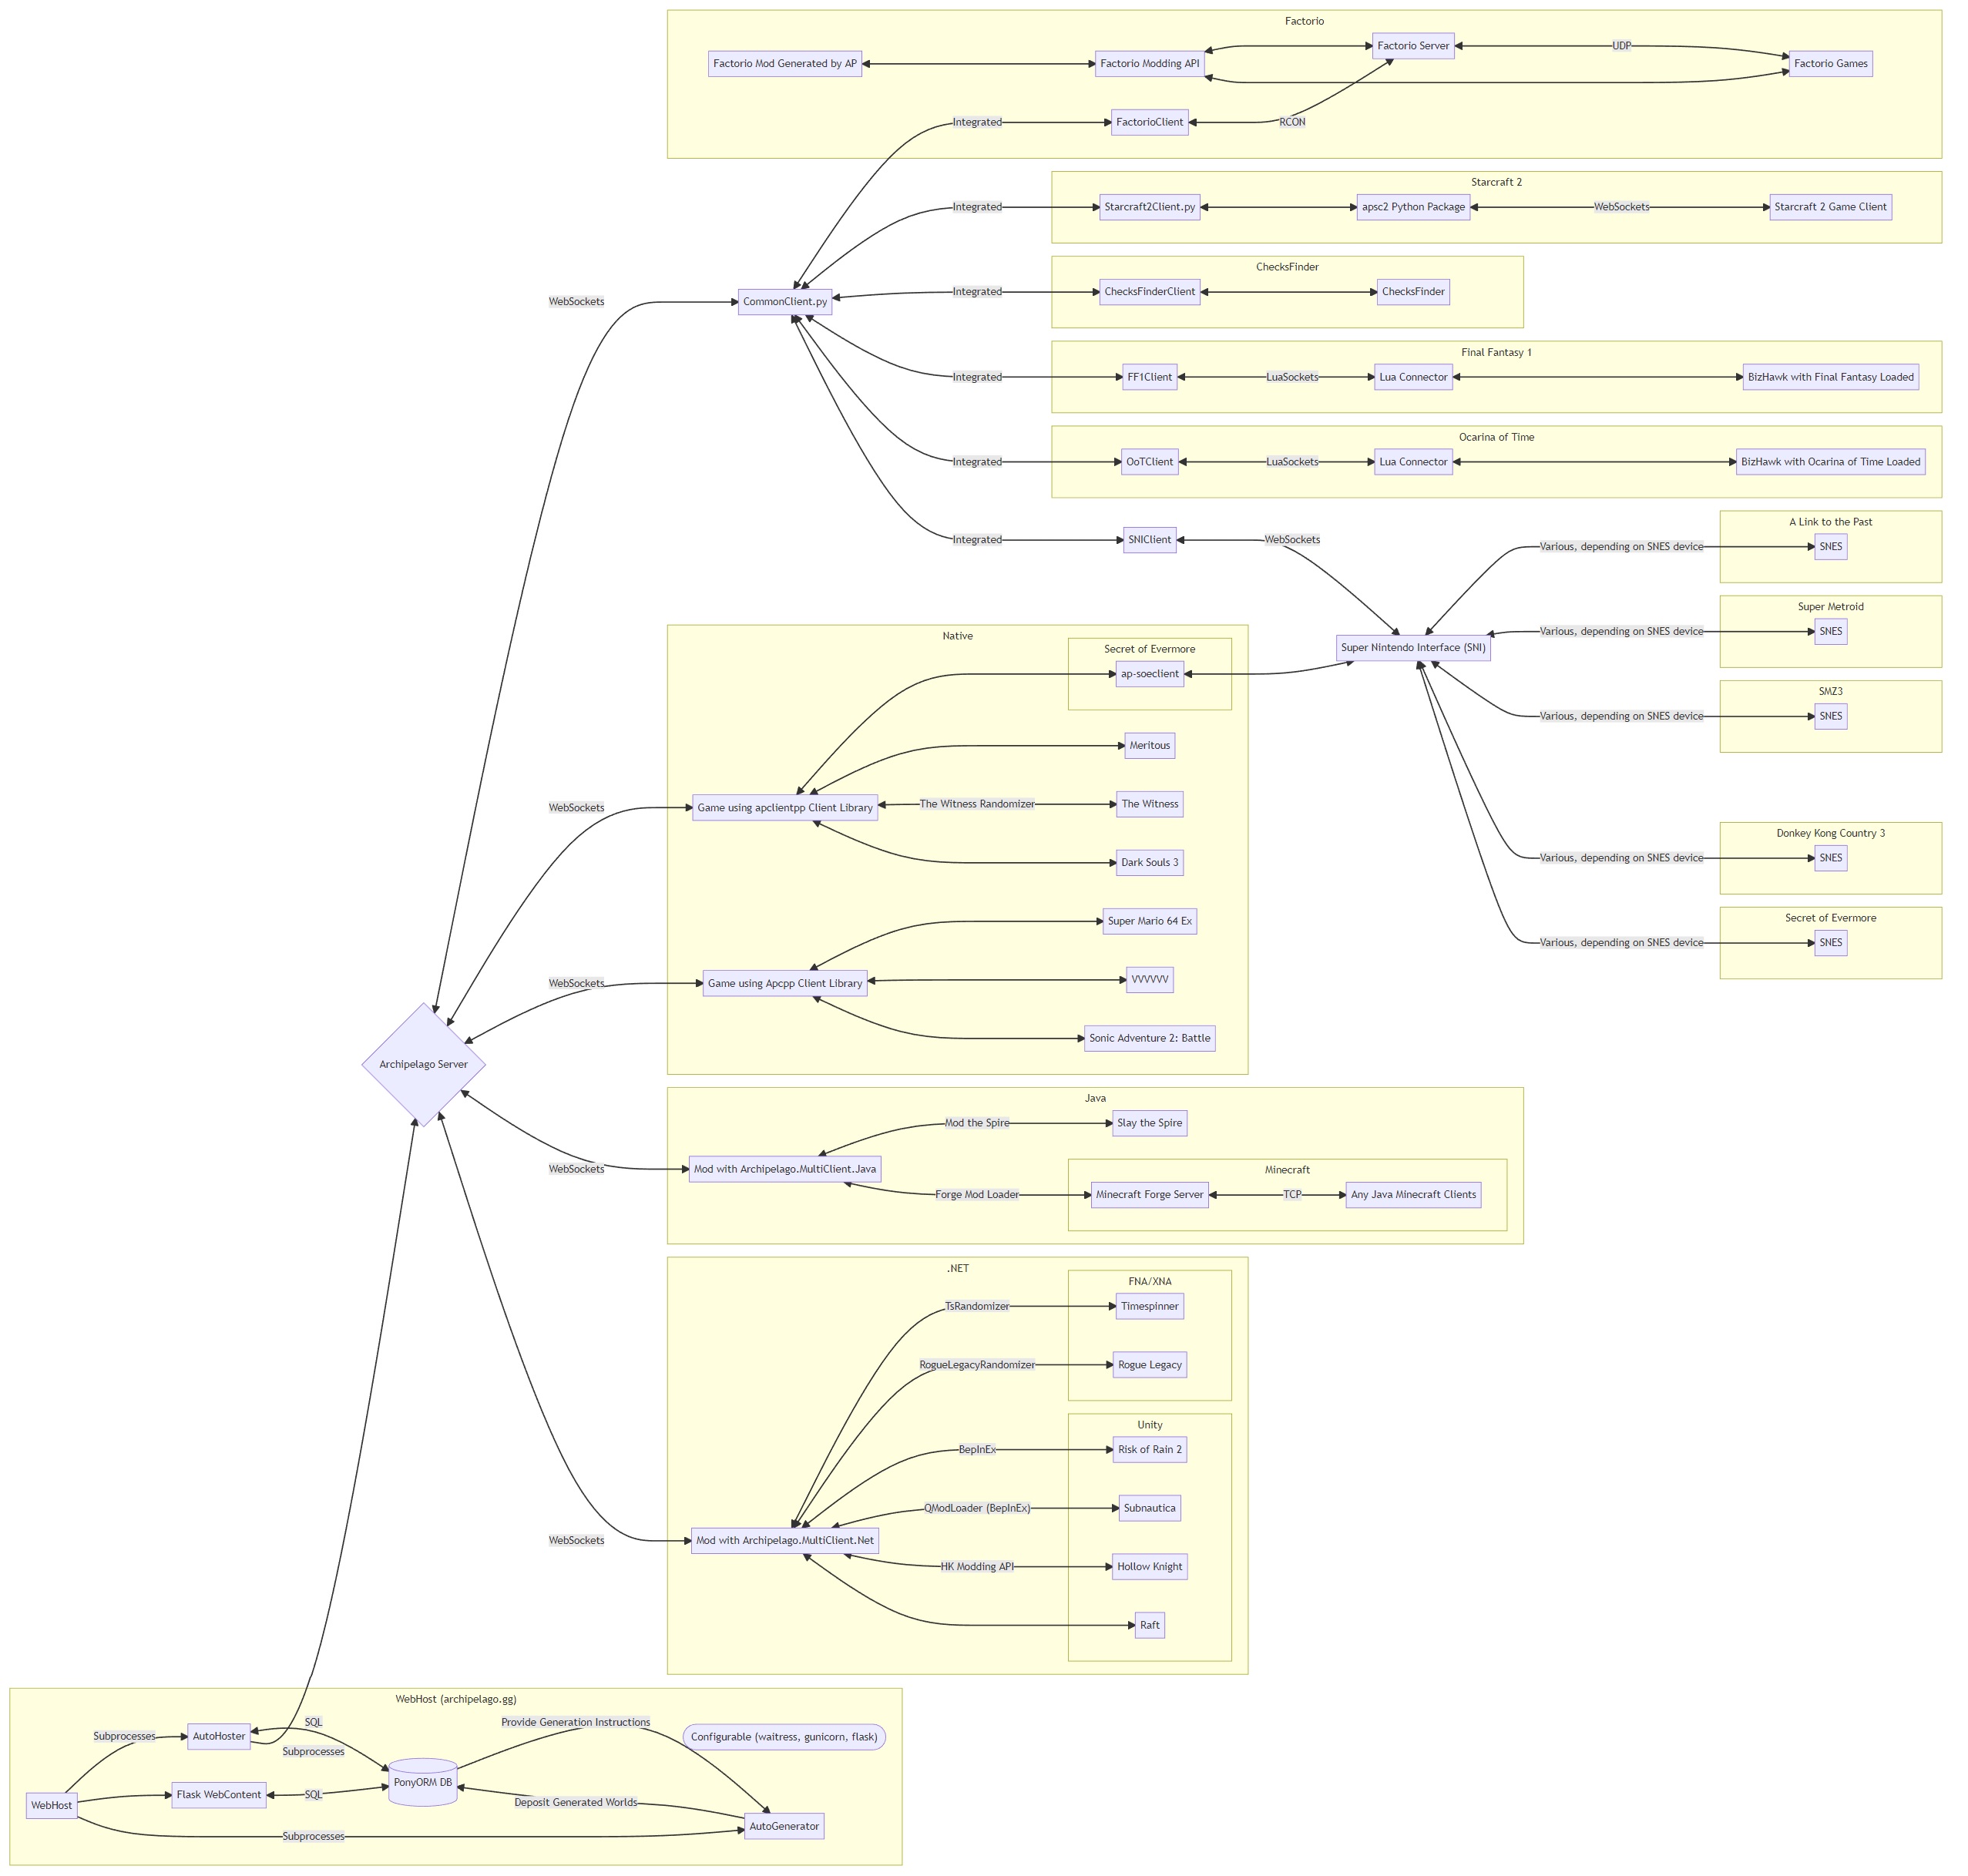 Factorio
Factorio Mod Generated by AP
Factorio Modding API
Factorio Server
UDP
Factorio Games
Integrated
FactorioClient
RCON
Starcraft 2
Integrated
Starcraft2Client.py
apsc2 Python Package
WebSockets
Starcraft 2 Game Client
ChecksFinder
WebSockets
CommonClient.py
Integrated
ChecksFinderClient
ChecksFinder
Final Fantasy 1
Integrated
FF1Client
LuaSockets
Lua Connector
BizHawk with Final Fantasy Loaded
Ocarina of Time
Integrated
OoTClient
LuaSockets
Lua Connector
BizHawk with Ocarina of Time Loaded
Integrated
SNIClient
WebSockets
A Link to the Past
Various, depending on SNES device
SNES
Super Metroid
Various, depending on SNES device
SNES
Super Nintendo Interface (SNI)
SMZ3
Various, depending on SNES device
SNES
Donkey Kong Country 3
Various, depending on SNES device
SNES
Secret of Evermore
Various, depending on SNES device
SNES
Native
Secret of Evermore
ap-soeclient
Meritous
WebSockets
Game using apclientpp Client Library
The Witness Randomizer
The Witness
Dark Souls 3
Super Mario 64 Ex
WebSockets
Game using Apcpp Client Library
VVVVVV
Sonic Adventure 2: Battle
Archipelago Server
Java
Mod the Spire
Slay the Spire
WebSockets
Mod with Archipelago.MultiClient.Java
Minecraft
Forge Mod Loader
Minecraft Forge Server
TCP
Any Java Minecraft Clients
.NET
FNA/XNA
TsRandomizer
Timespinner
RogueLegacyRandomizer
Rogue Legacy
Unity
BepInEx
Risk of Rain 2
QModLoader (BepInEx)
Subnautica
WebSockets
Mod with Archipelago.MultiClient.Net
HK Modding API
Hollow Knight
Raft
WebHost (archipelago.gg)
Subprocesses
AutoHoster
SQL
Subprocesses
Provide Generation Instructions
Configurable (waitress, gunicorn, flask)
WebHost
Flask WebContent
SQL
PonyORM DB
Deposit Generated Worlds
Subprocesses
AutoGenerator